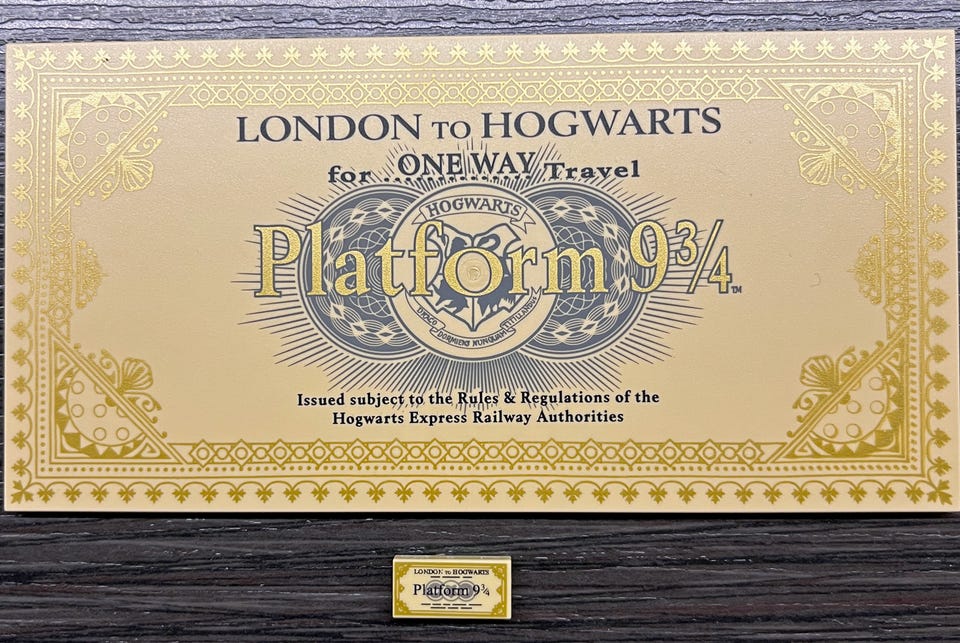 LONDON TO HOGWARTS
for ..ONE WAY.. Travel
HOGWARTS
Platform 9¾™
DRACO DORMIENS NUNQUAM TITILLANDUS
Issued subject to the Rules & Regulations of the
Hogwarts Express Railway Authorities
LONDON TO HOGWARTS
Platform 9¾